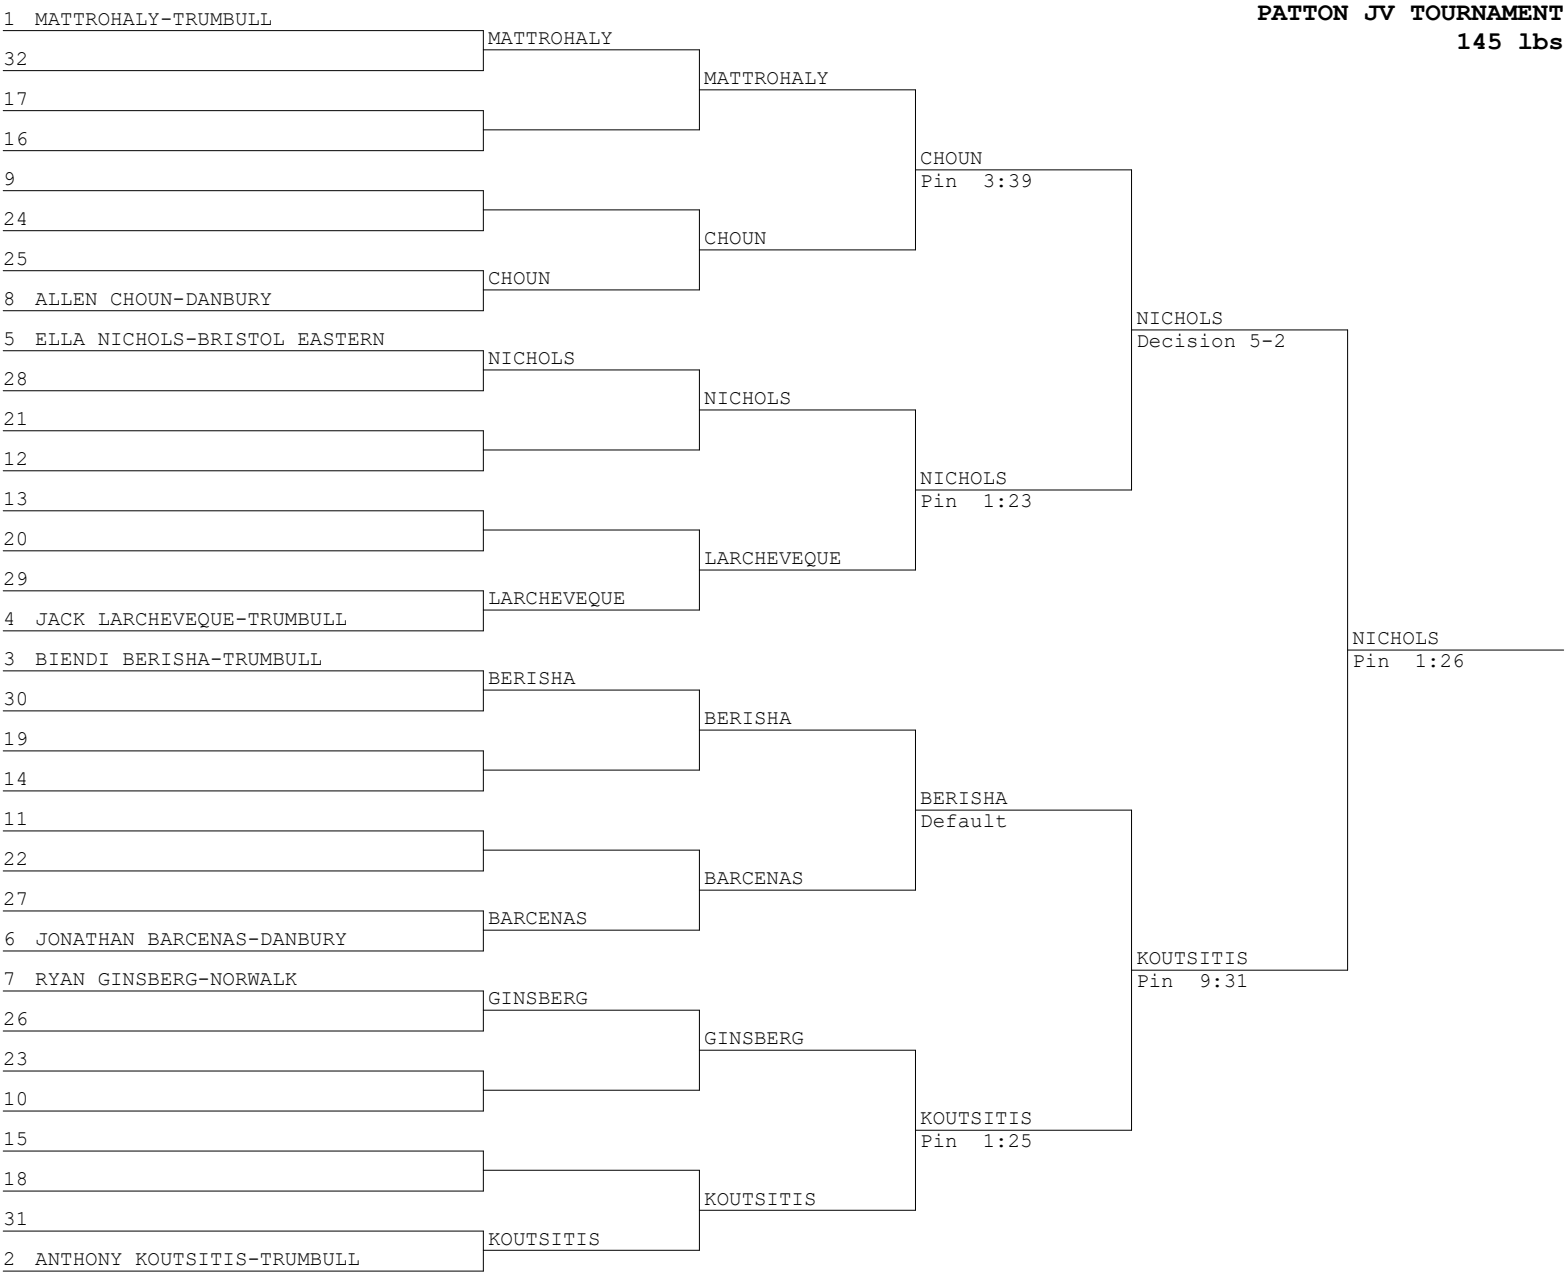 PATTON JV TOURNAMENT
145 lbs
1 MATTROHALY-TRUMBULL
32
17
16
9
24
25
8 ALLEN CHOUN-DANBURY
5 ELLA NICHOLS-BRISTOL EASTERN
28
21
12
13
20
29
4 JACK LARCHEVEQUE-TRUMBULL
3 BIENDI BERISHA-TRUMBULL
30
19
14
11
22
27
6 JONATHAN BARCENAS-DANBURY
7 RYAN GINSBERG-NORWALK
26
23
10
15
18
31
2 ANTHONY KOUTSITIS-TRUMBULL
MATTROHALY
CHOUN
NICHOLS
LARCHEVEQUE
BERISHA
BARCENAS
GINSBERG
KOUTSITIS
MATTROHALY
CHOUN
NICHOLS
LARCHEVEQUE
BERISHA
BARCENAS
GINSBERG
KOUTSITIS
CHOUN
Pin 3:39
NICHOLS
Pin 1:23
BERISHA
Default
KOUTSITIS
Pin 1:25
NICHOLS
Decision 5-2
KOUTSITIS
Pin 9:31
NICHOLS
Pin 1:26